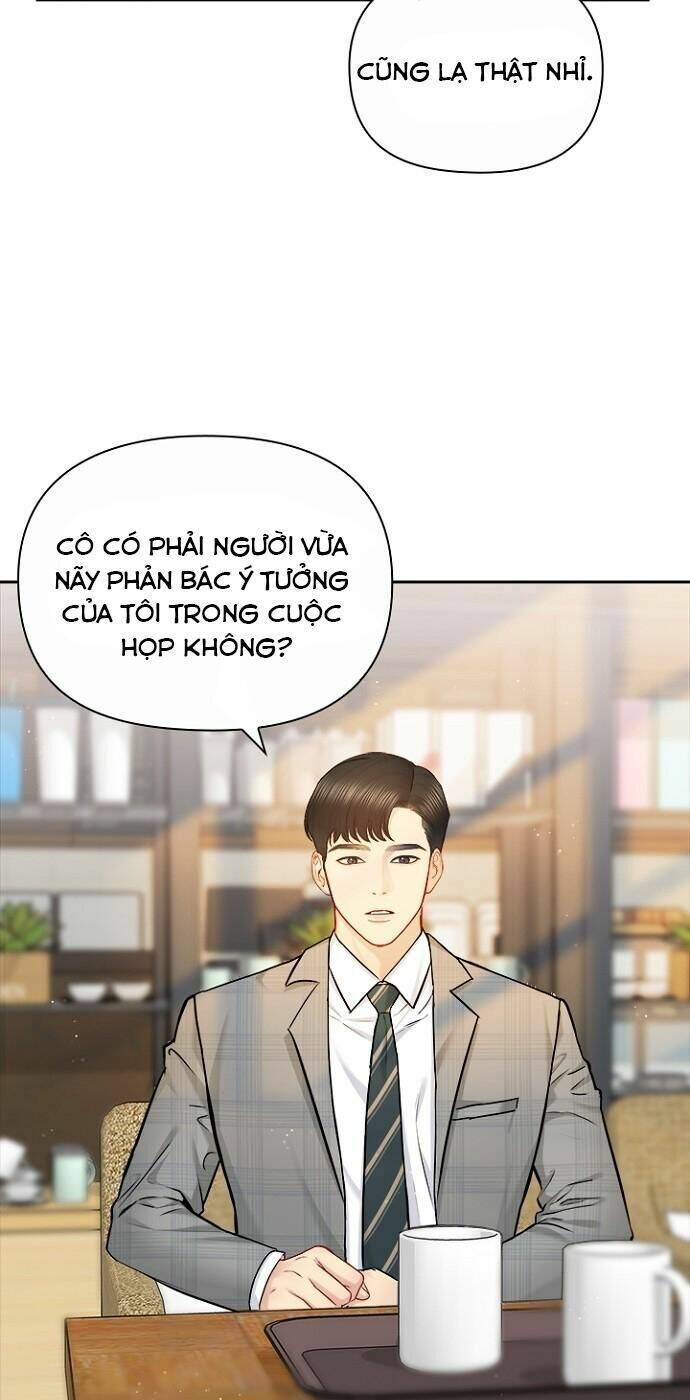 CŨNG LẠ THẬT NHỈ.
CÔ CÓ PHẢI NGƯỜI VỪA
NÃY PHẢN BÁC Ý TƯỞNG
CỦA TÔI TRONG CUỘC
HỌP KHÔNG?